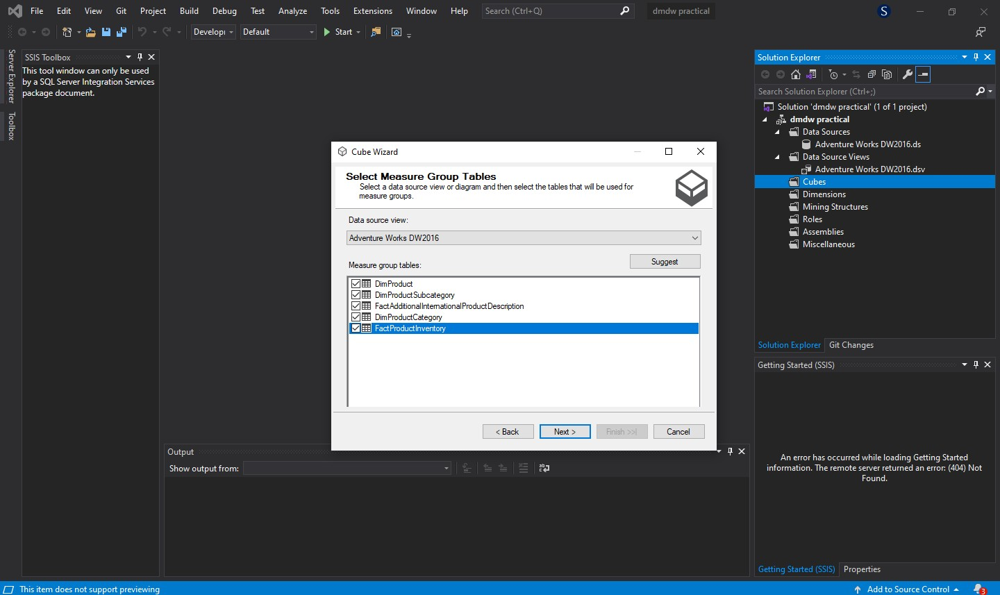 File Edit View Git Project Build Debug Test Analyze Tools Extensions Window Help Search (Ctrl+Q) dmdw practical S
Developı Default Start
Server Explorer
Toolbox
SSIS Toolbox
This tool window can only be used
by a SQL Server Integration Services
package document.
Cube Wizard
Select Measure Group Tables
Select a data source view or diagram and then select the tables that will be used for
measure groups.
Data source view:
Adventure Works DW2016
Suggest
Measure group tables:
DimProduct
DimProductSubcategory
FactAdditionalInternationalProductDescription
DimProductCategory
FactProductInventory
< Back Next > Finish >>| Cancel
Output
Show output from:
Solution Explorer
Search Solution Explorer (Ctrl+;)
Solution 'dmdw practical' (1 of 1 project)
dmdw practical
Data Sources
Adventure Works DW2016.ds
Data Source Views
Adventure Works DW2016.dsv
Cubes
Dimensions
Mining Structures
Roles
Assemblies
Miscellaneous
Solution Explorer Git Changes
Getting Started (SSIS)
An error has occurred while loading Getting Started
information. The remote server returned an error: (404) Not
Found.
Getting Started (SSIS) Properties
This item does not support previewing Add to Source Control 3